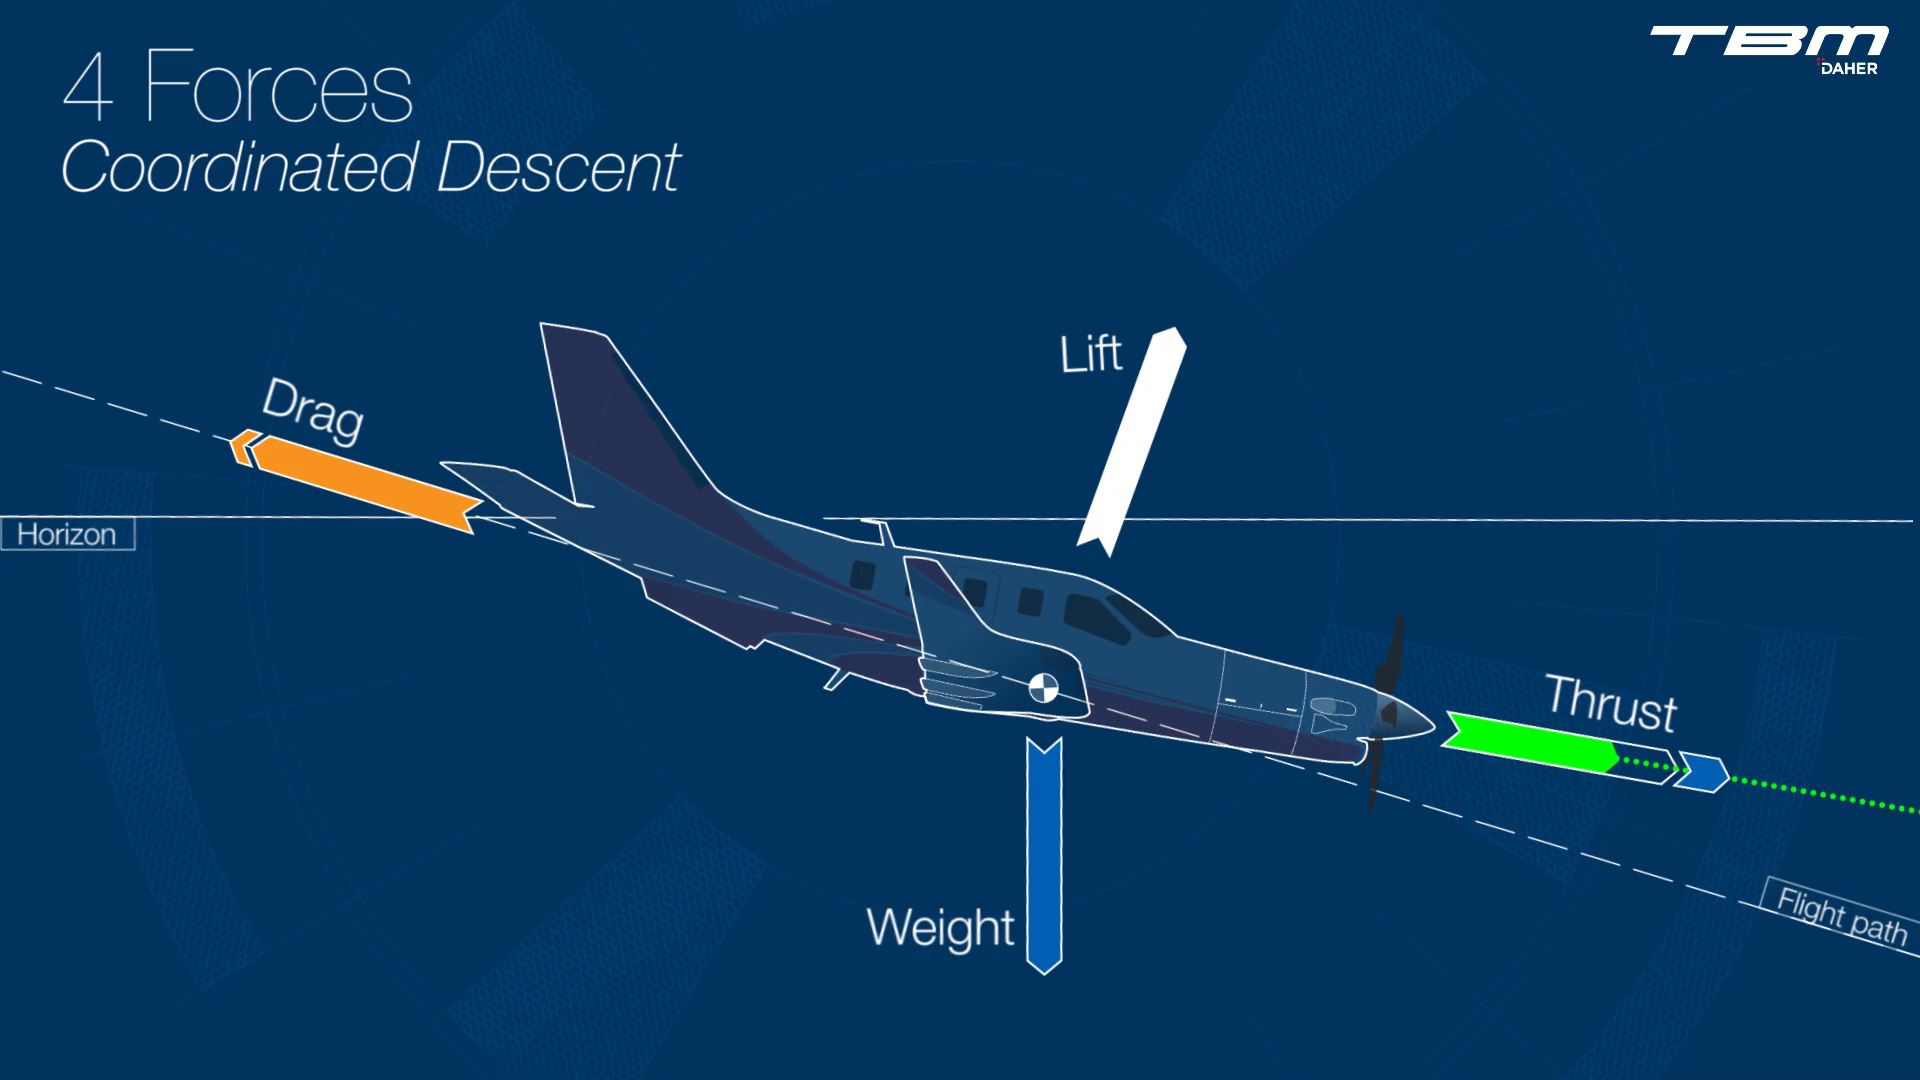 4 Forces
Coordinated Descent
TBM
DAHER
Lift
Drag
Horizon
Thrust
Weight
Flight path